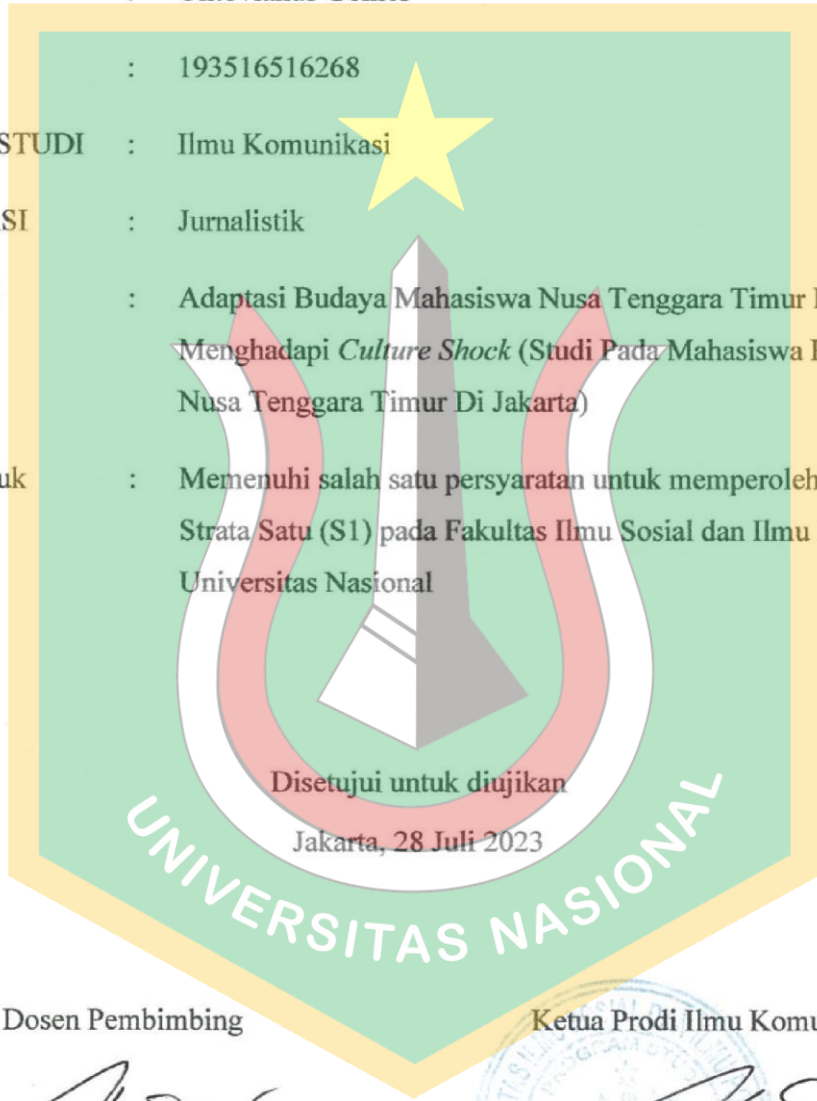 : 193516516268
STUDI : Ilmu Komunikasi
SI : Jurnalistik
: Adaptasi Budaya Mahasiswa Nusa Tenggara Timur
Menghadapi Culture Shock (Studi Pada Mahasiswa
Nusa Tenggara Timur Di Jakarta)
uk : Memenuhi salah satu persyaratan untuk memperoleh
Strata Satu (S1) pada Fakultas Ilmu Sosial dan Ilmu
Universitas Nasional
Disetujui untuk diujikan
Jakarta, 28 Juli 2023
UNIVERSITAS NASIONAL
Dosen Pembimbing Ketua Prodi Ilmu Komu